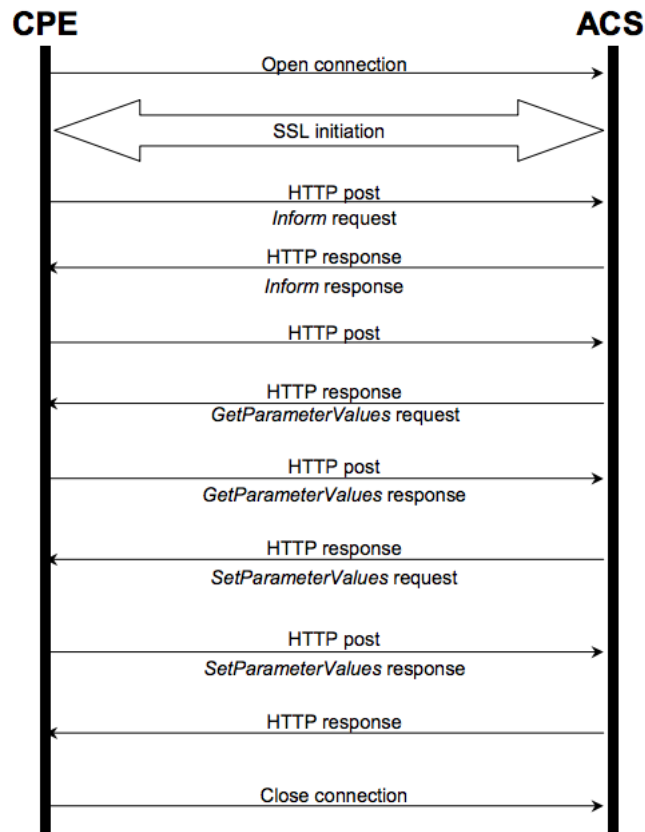 CPE ACS
Open connection
SSL initiation
HTTP post
Inform request
HTTP response
Inform response
HTTP post
HTTP response
GetParameterValues request
HTTP post
GetParameterValues response
HTTP response
SetParameterValues request
HTTP post
SetParameterValues response
HTTP response
Close connection